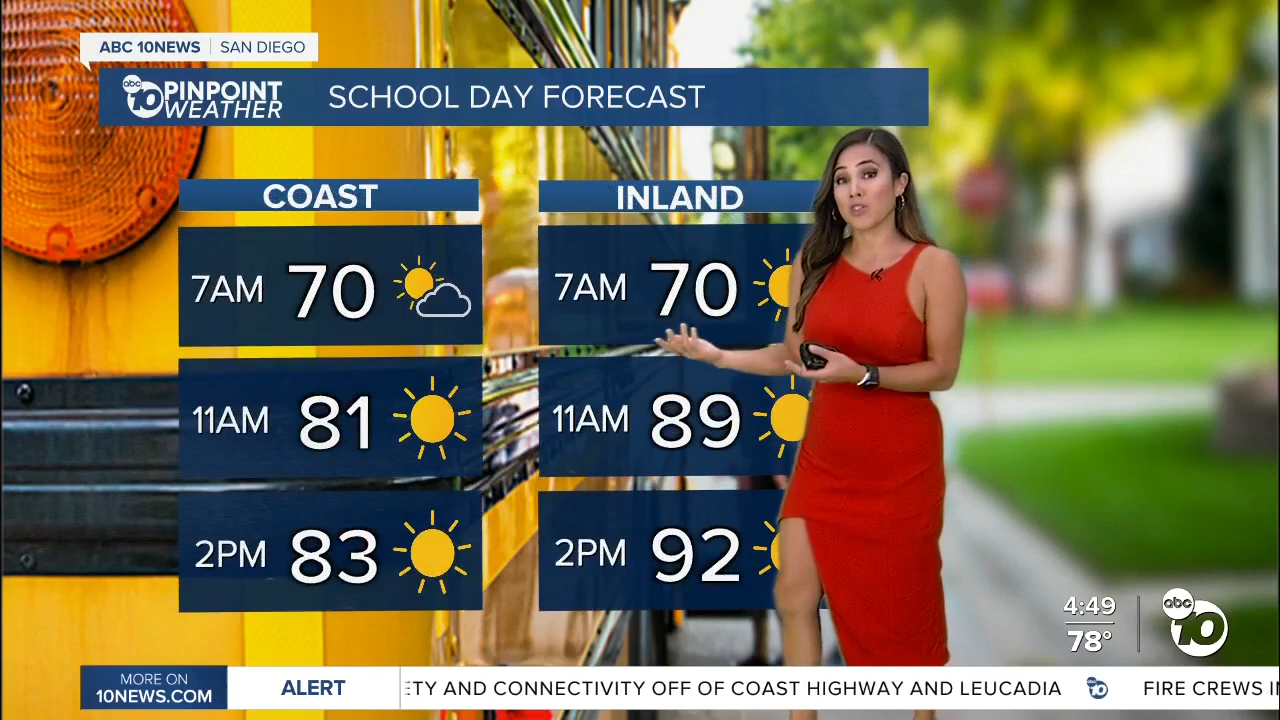 ABC 10NEWS SAN DIEGO
abc 10 PINPOINT WEATHER
SCHOOL DAY FORECAST
COAST
7AM 70
11AM 81
2PM 83
INLAND
7AM 70
11AM 89
2PM 92
4:49
78°
abc 10
MORE ON
10NEWS.COM
ALERT
TY AND CONNECTIVITY OFF OF COAST HIGHWAY AND LEUCADIA abc 10 FIRE CREWS